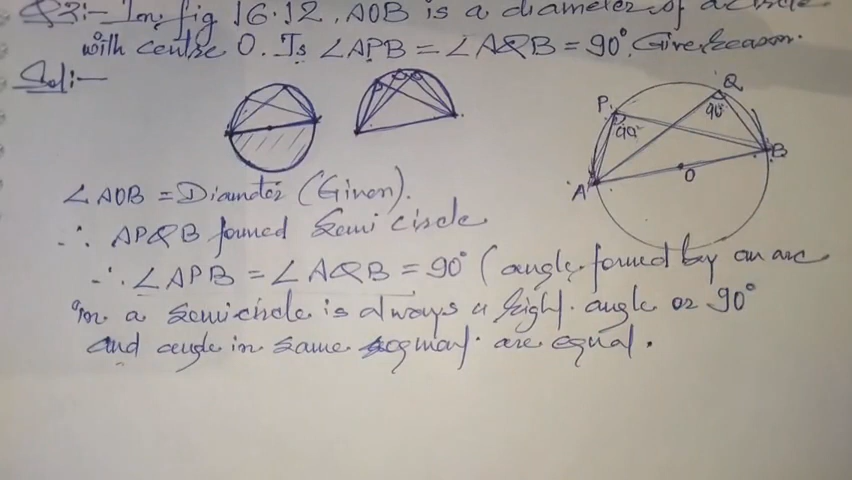 Q3:- In fig 16.12, AOB is a diameter of a circle
with centre O. Is ∠APB = ∠AQB = 90°. Give reason.
Sol:-
P
Q
90°
90°
A
O
B
∠AOB = Diameter (Given).
∴ APQB formed Semi circle
∴ ∠APB = ∠AQB = 90° (angle formed by an arc
in a semicircle is always a right angle or 90°
and angle in same segment are equal.